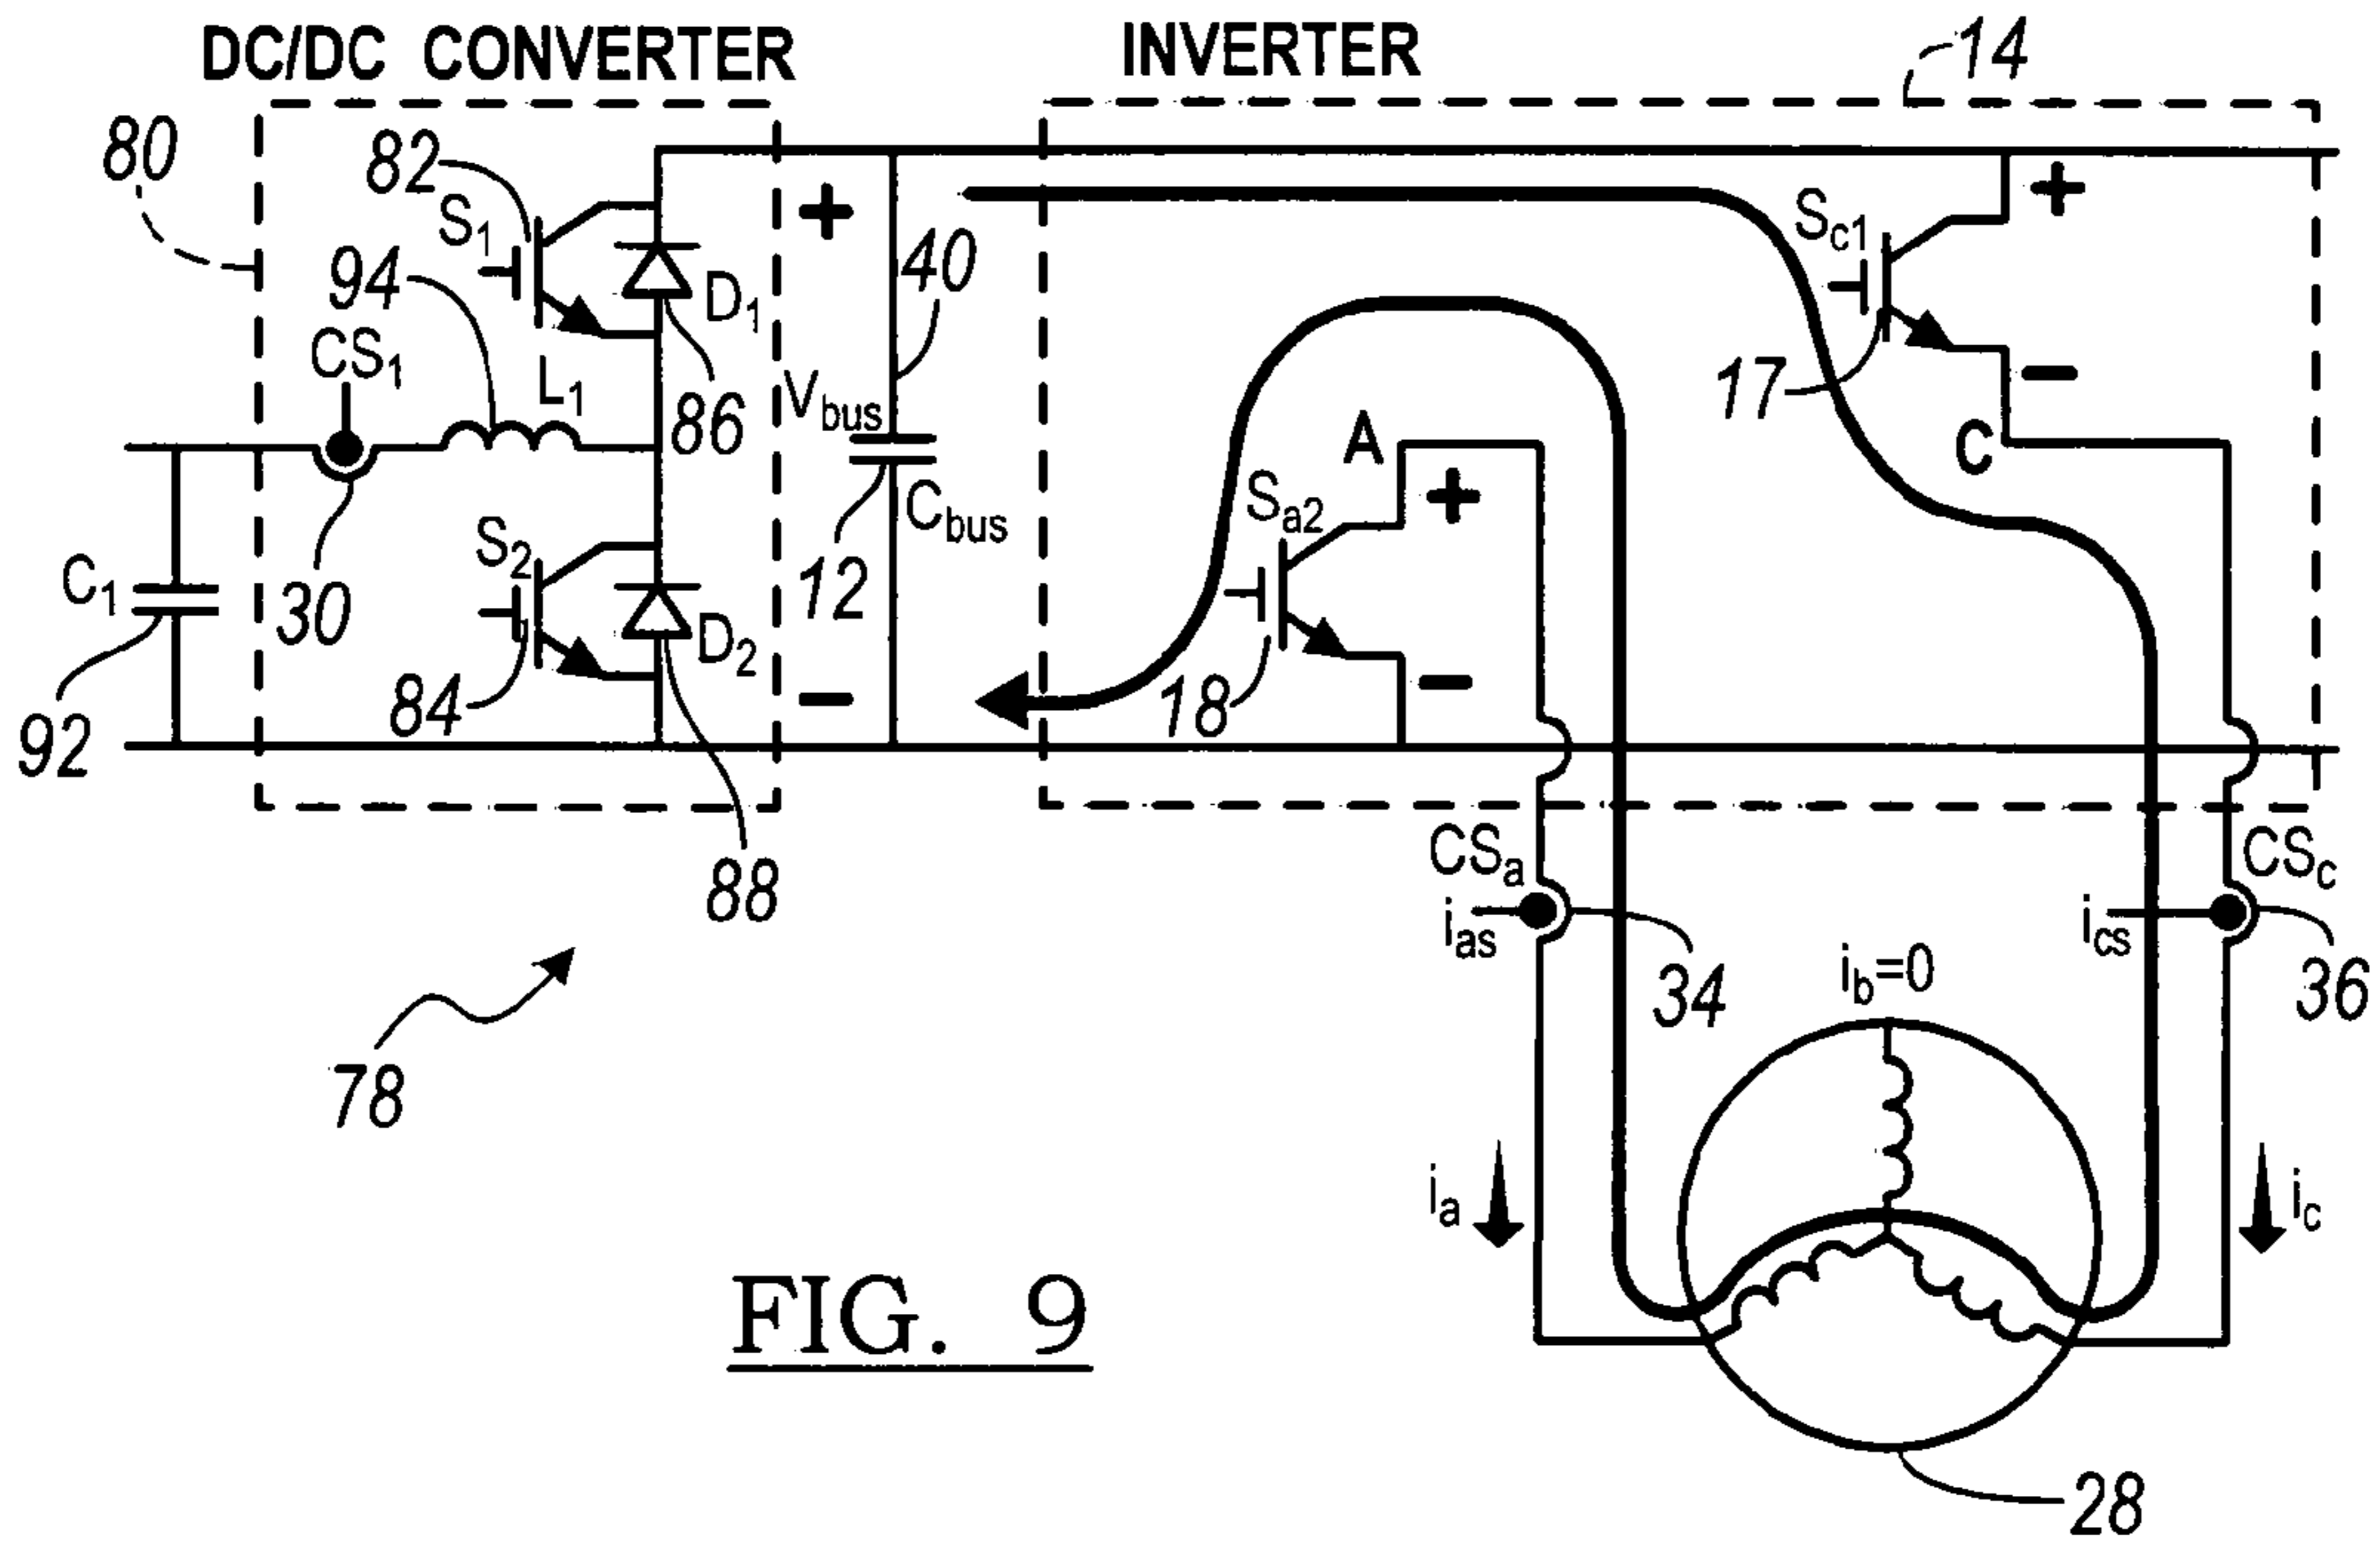 DC/DC CONVERTER
INVERTER
14
80
82
S1
+
+
Sc1
94
40
D1
CS1
L1
17
−
Vbus
86
A
C
Sa2
+
Cbus
S2
C1
12
30
D2
84
−
18
−
92
88
CSa
CSc
ias
ics
34
ib=0
36
78
ia
ic
FIG. 9
28